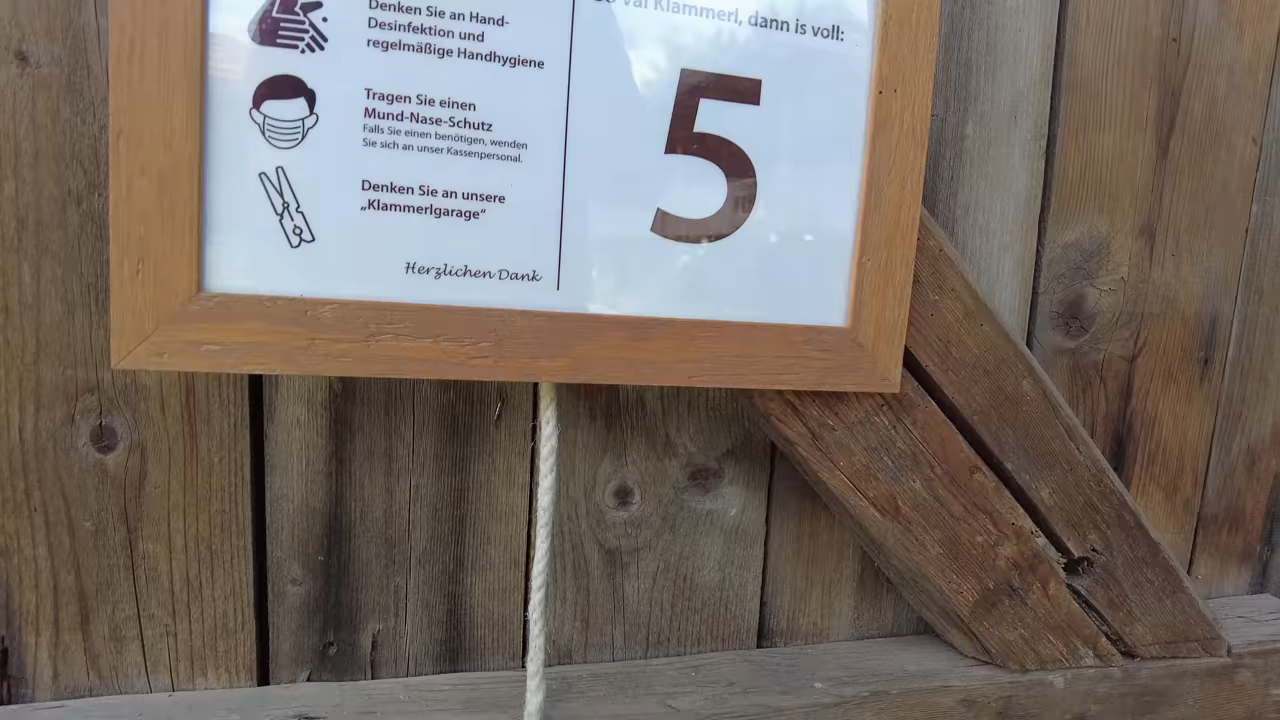 Denken Sie an Hand-
Desinfektion und
regelmäßige Handhygiene
Tragen Sie einen
Mund-Nase-Schutz
Falls Sie einen benötigen, wenden
Sie sich an unser Kassenpersonal.
Denken Sie an unsere
„Klammerlgarage“
Herzlichen Dank
val Klammerl, dann is voll:
5